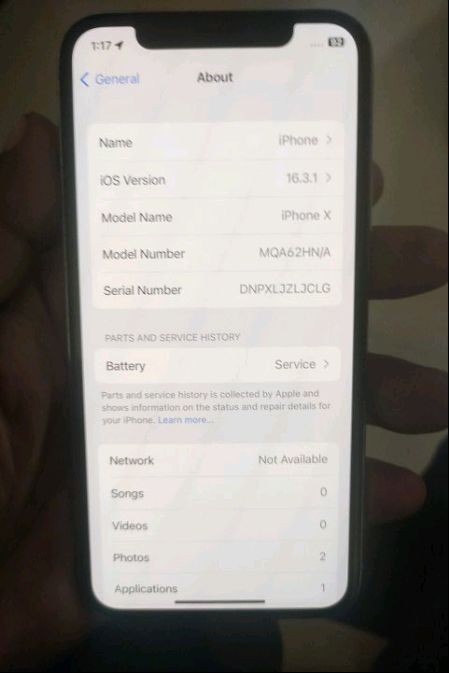 1:17 92
General About
Name iPhone
iOS Version 16.3.1
Model Name iPhone X
Model Number MQA62HN/A
Serial Number DNPXLJZLJCLG
PARTS AND SERVICE HISTORY
Battery Service
Parts and service history is collected by Apple and
shows information on the status and repair details for
your iPhone. Learn more...
Network Not Available
Songs 0
Videos 0
Photos 2
Applications 1